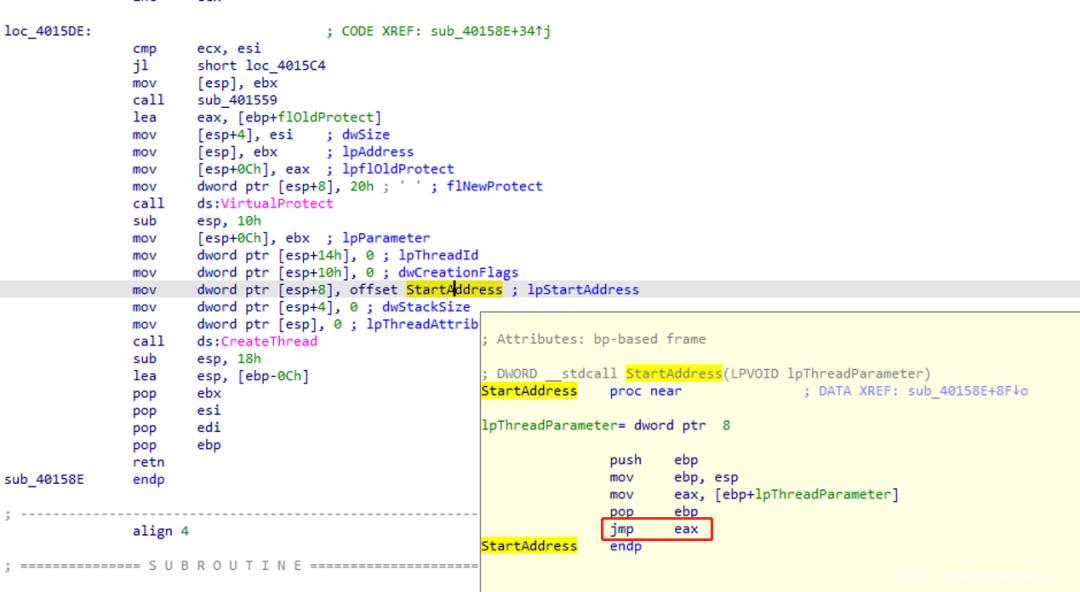 loc_4015DE: ; CODE XREF: sub_40158E+34↑j
cmp ecx, esi
jl short loc_4015C4
mov [esp], ebx
call sub_401559
lea eax, [ebp+flOldProtect]
mov [esp+4], esi ; dwSize
mov [esp], ebx ; lpAddress
mov [esp+0Ch], eax ; lpflOldProtect
mov dword ptr [esp+8], 20h ; ' ' ; flNewProtect
call ds:VirtualProtect
sub esp, 10h
mov [esp+0Ch], ebx ; lpParameter
mov dword ptr [esp+14h], 0 ; lpThreadId
mov dword ptr [esp+10h], 0 ; dwCreationFlags
mov dword ptr [esp+8], offset StartAddress ; lpStartAddress
mov dword ptr [esp+4], 0 ; dwStackSize
mov dword ptr [esp], 0 ; lpThreadAttrib
call ds:CreateThread
sub esp, 18h
lea esp, [ebp-0Ch]
pop ebx
pop esi
pop edi
pop ebp
retn
sub_40158E endp
; ---------------------------------------------
align 4
; =============== S U B R O U T I N E =====================
; Attributes: bp-based frame
; DWORD __stdcall StartAddress(LPVOID lpThreadParameter)
StartAddress proc near ; DATA XREF: sub_40158E+8F↓o
lpThreadParameter= dword ptr 8
push ebp
mov ebp, esp
mov eax, [ebp+lpThreadParameter]
pop ebp
jmp eax
StartAddress endp